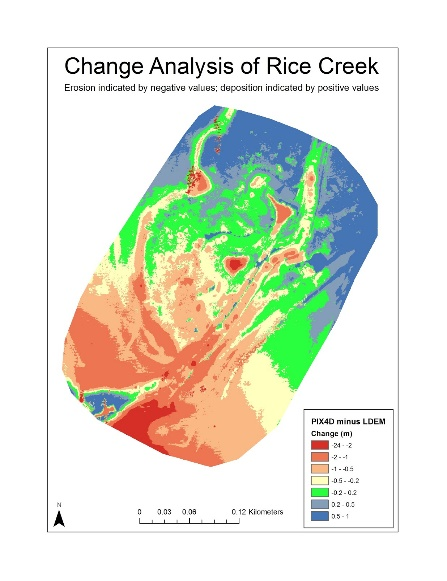 Change Analysis of Rice Creek
Erosion indicated by negative values; deposition indicated by positive values
PIX4D minus LDEM
Change (m)
-24 - -2
-2 - -1
-1 - -0.5
-0.5 - -0.2
-0.2 - 0.2
0.2 - 0.5
0.5 - 1
N
0 0.03 0.06 0.12 Kilometers